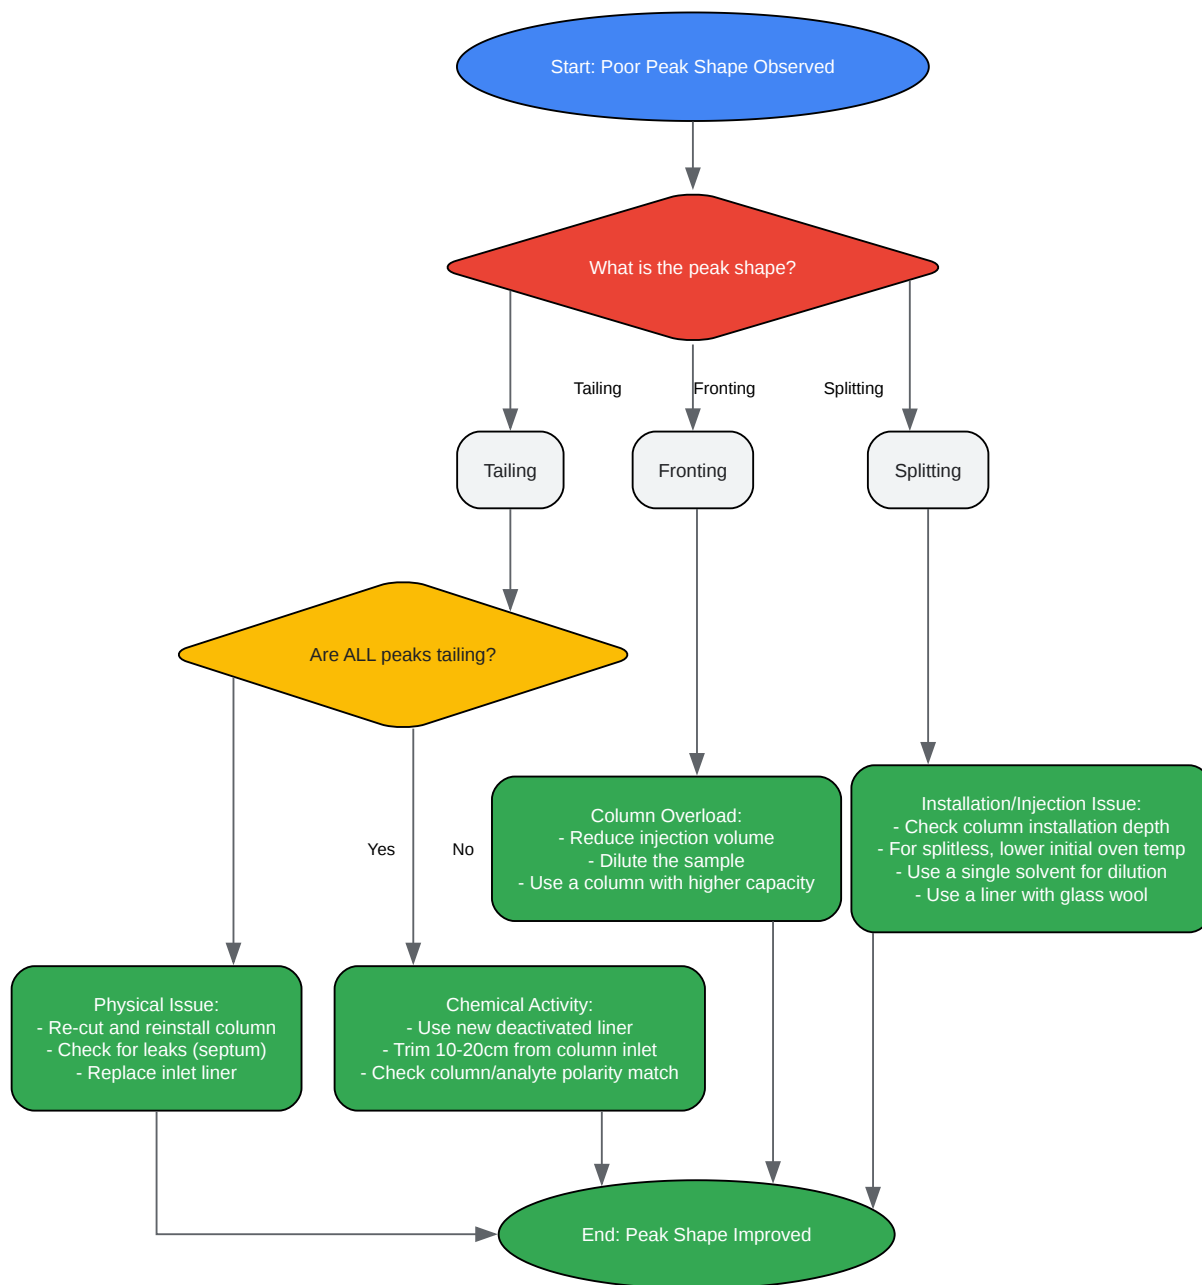 Start: Poor Peak Shape Observed
What is the peak shape?
Tailing
Fronting
Splitting
Tailing
Fronting
Splitting
Are ALL peaks tailing?
Yes
No
Column Overload:
- Reduce injection volume
- Dilute the sample
- Use a column with higher capacity
Installation/Injection Issue:
- Check column installation depth
- For splitless, lower initial oven temp
- Use a single solvent for dilution
- Use a liner with glass wool
Physical Issue:
- Re-cut and reinstall column
- Check for leaks (septum)
- Replace inlet liner
Chemical Activity:
- Use new deactivated liner
- Trim 10-20cm from column inlet
- Check column/analyte polarity match
End: Peak Shape Improved